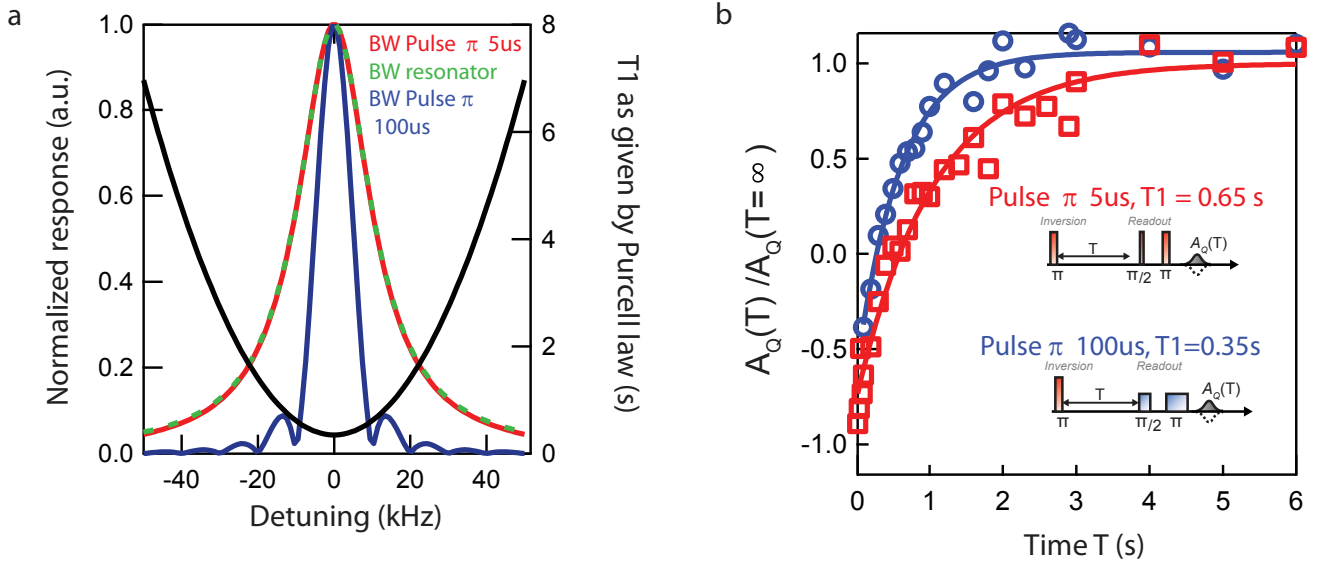 a
1.0
0.8
0.6
0.4
0.2
0.0
Normalized response (a.u.)
-40
-20
0
20
40
Detuning (kHz)
8
6
4
2
0
T1 as given by Purcell law (s)
BW Pulse π 5us
BW resonator
BW Pulse π
100us
b
1.0
0.5
0.0
-0.5
-1.0
A_Q(T) /A_Q(T= ∞ )
0
1
2
3
4
5
6
Time T (s)
Pulse π 5us, T1 = 0.65 s
Inversion
Readout
T
A_Q(T)
π
π/2
π
Pulse π 100us, T1=0.35s
Inversion
Readout
T
A_Q(T)
π
π/2
π